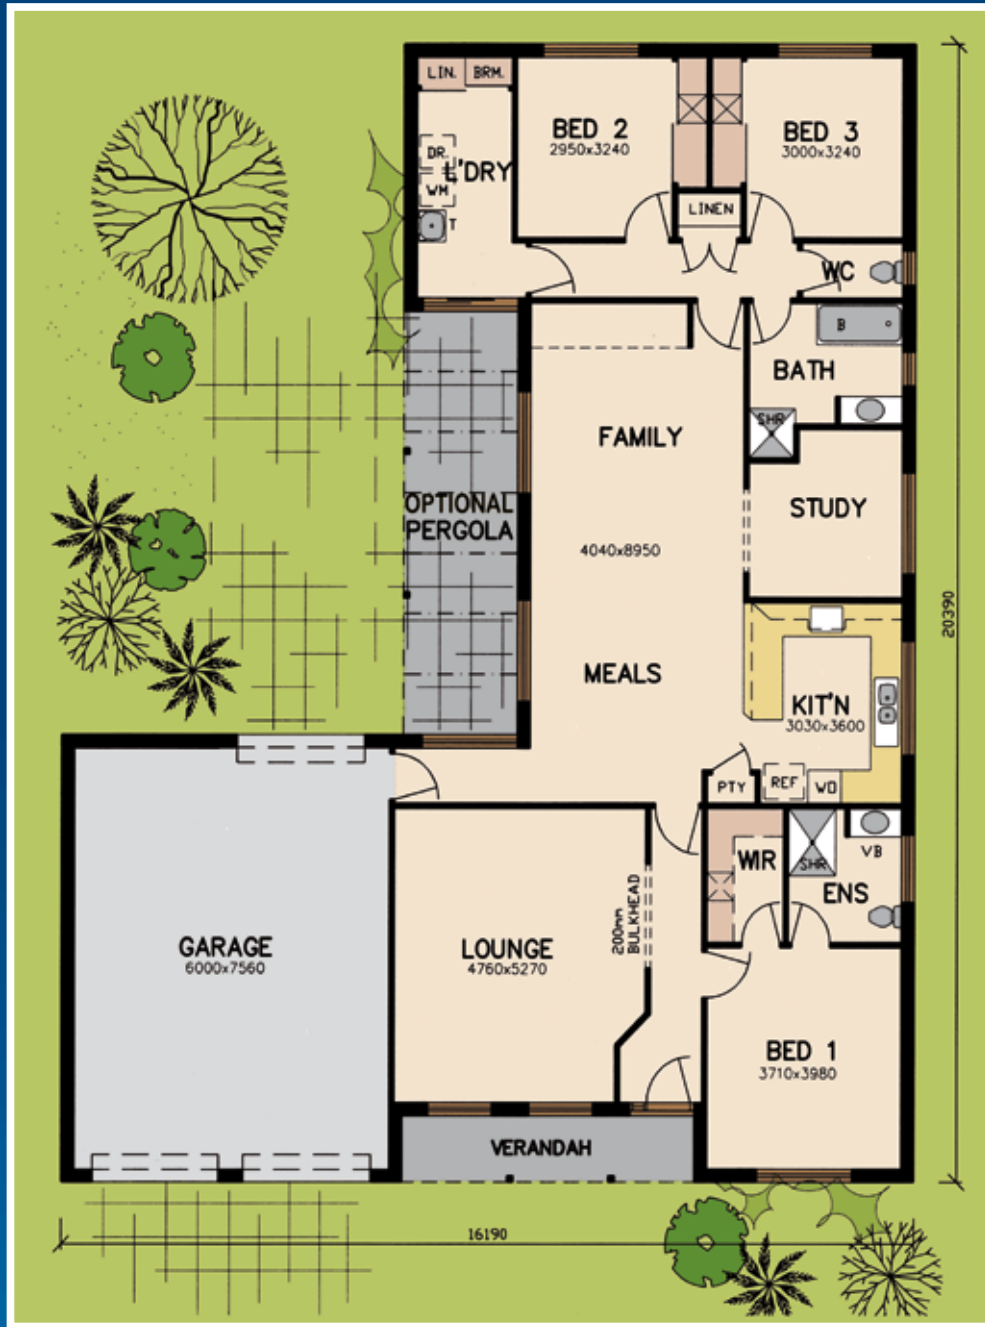 LIN.
BRM.
DR.
WM
L'DRY
T
BED 2
2950x3240
BED 3
3000x3240
LINEN
WC
B
BATH
SHR
FAMILY
STUDY
OPTIONAL
PERGOLA
4040x8950
20390
MEALS
KIT'N
3030x3600
PTY
REF
WO
WIR
SHR
VB
ENS
200mm
BULKHEAD
GARAGE
6000x7560
LOUNGE
4760x5270
BED 1
3710x3980
VERANDAH
16190